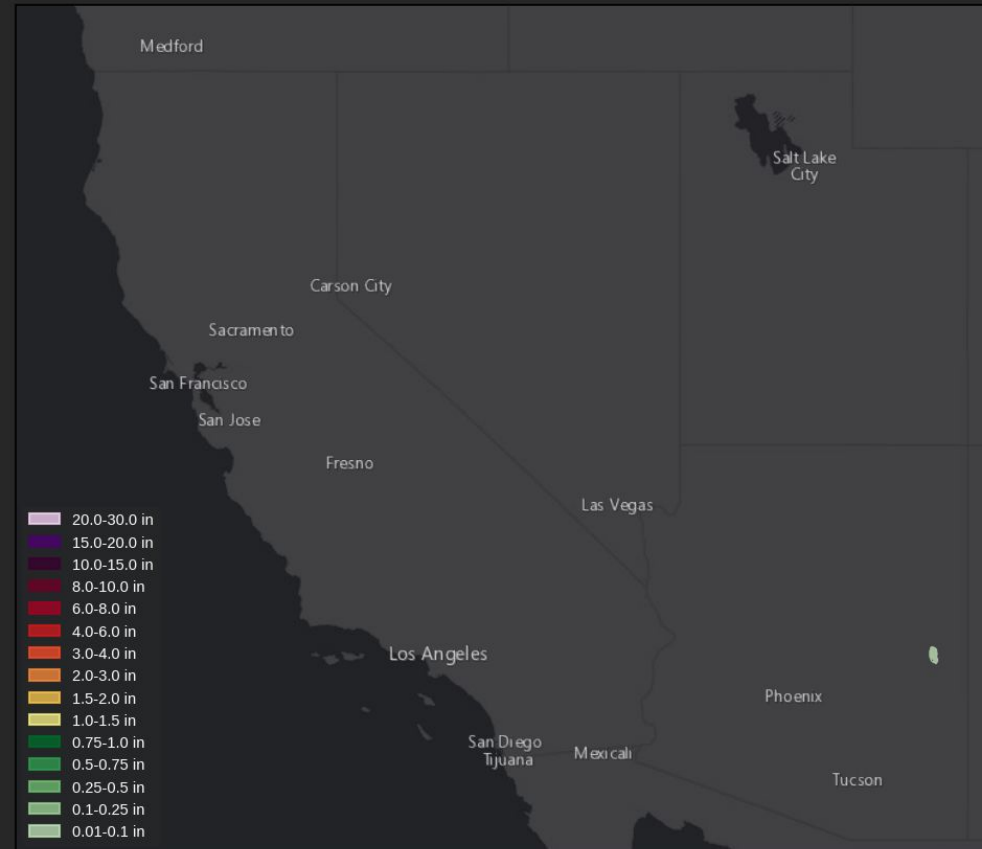 Medford
Salt Lake
City
Carson City
Sacramento
San Francisco
San Jose
Fresno
Las Vegas
Los Angeles
Phoenix
San Diego
Tijuana
Mexicali
Tucson
20.0-30.0 in
15.0-20.0 in
10.0-15.0 in
8.0-10.0 in
6.0-8.0 in
4.0-6.0 in
3.0-4.0 in
2.0-3.0 in
1.5-2.0 in
1.0-1.5 in
0.75-1.0 in
0.5-0.75 in
0.25-0.5 in
0.1-0.25 in
0.01-0.1 in